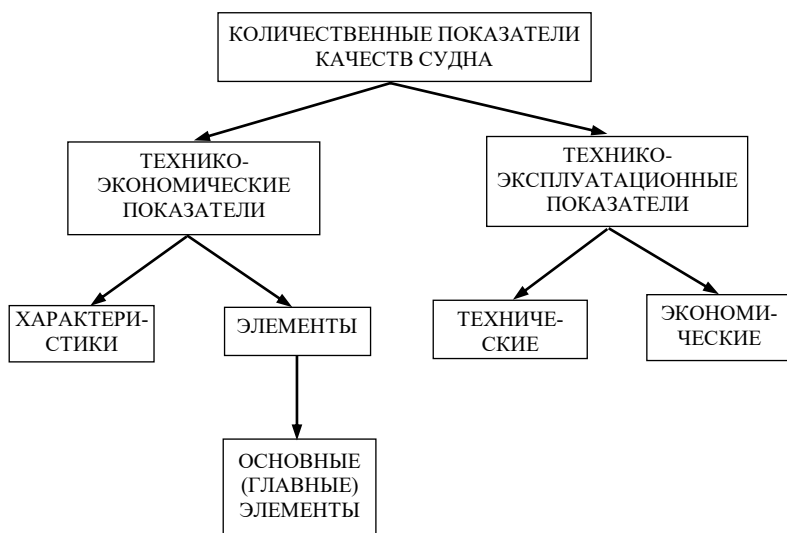 КОЛИЧЕСТВЕННЫЕ ПОКАЗАТЕЛИ
КАЧЕСТВ СУДНА
ТЕХНИКО-
ЭКОНОМИЧЕСКИЕ
ПОКАЗАТЕЛИ
ТЕХНИКО-
ЭКСПЛУАТАЦИОННЫЕ
ПОКАЗАТЕЛИ
ХАРАКТЕРИ-
СТИКИ
ЭЛЕМЕНТЫ
ТЕХНИЧЕ-
СКИЕ
ЭКОНОМИ-
ЧЕСКИЕ
ОСНОВНЫЕ
(ГЛАВНЫЕ)
ЭЛЕМЕНТЫ